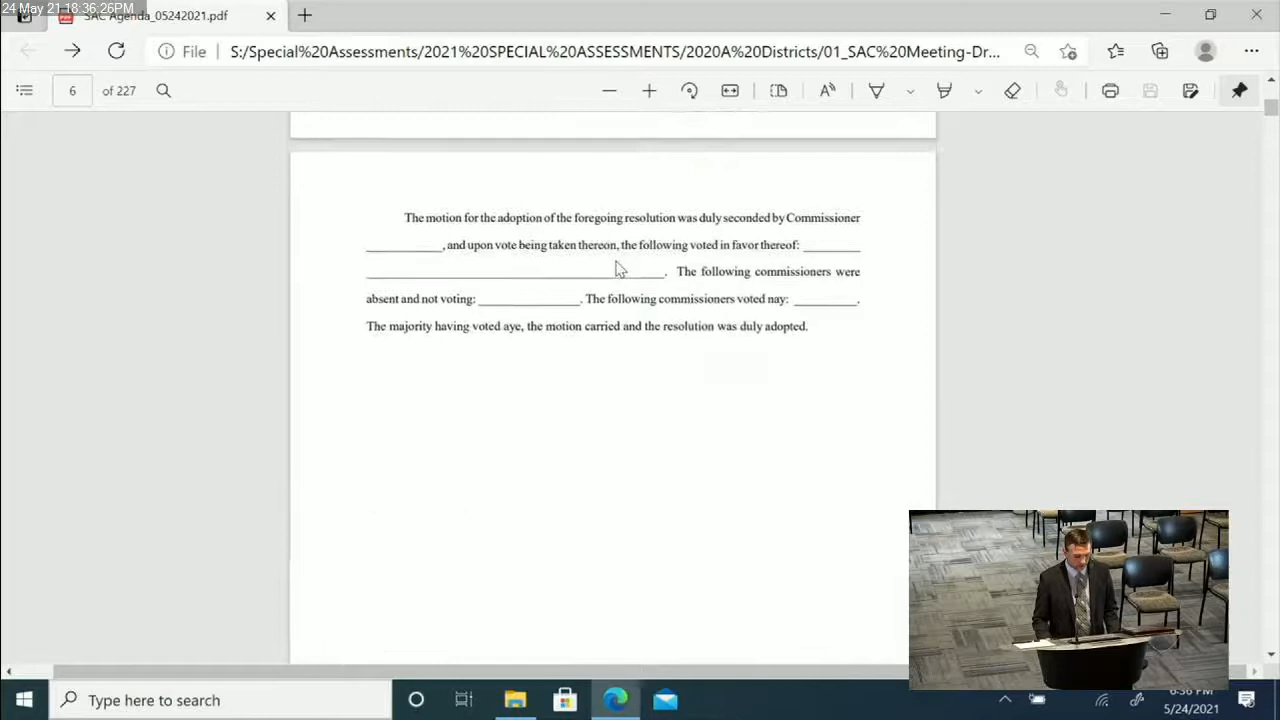 24 May 21 18:36:26PM
SAC Agenda_05242021.pdf
File
S:/Special%20Assessments/2021%20SPECIAL%20ASSESSMENTS/2020A%20Districts/01_SAC%20Meeting-Dr...
6
of 227
The motion for the adoption of the foregoing resolution was duly seconded by Commissioner
____________, and upon vote being taken thereon, the following voted in favor thereof: _________
________________________________________________. The following commissioners were
absent and not voting: ________________. The following commissioners voted nay: __________.
The majority having voted aye, the motion carried and the resolution was duly adopted.
Type here to search
6:36 PM
5/24/2021